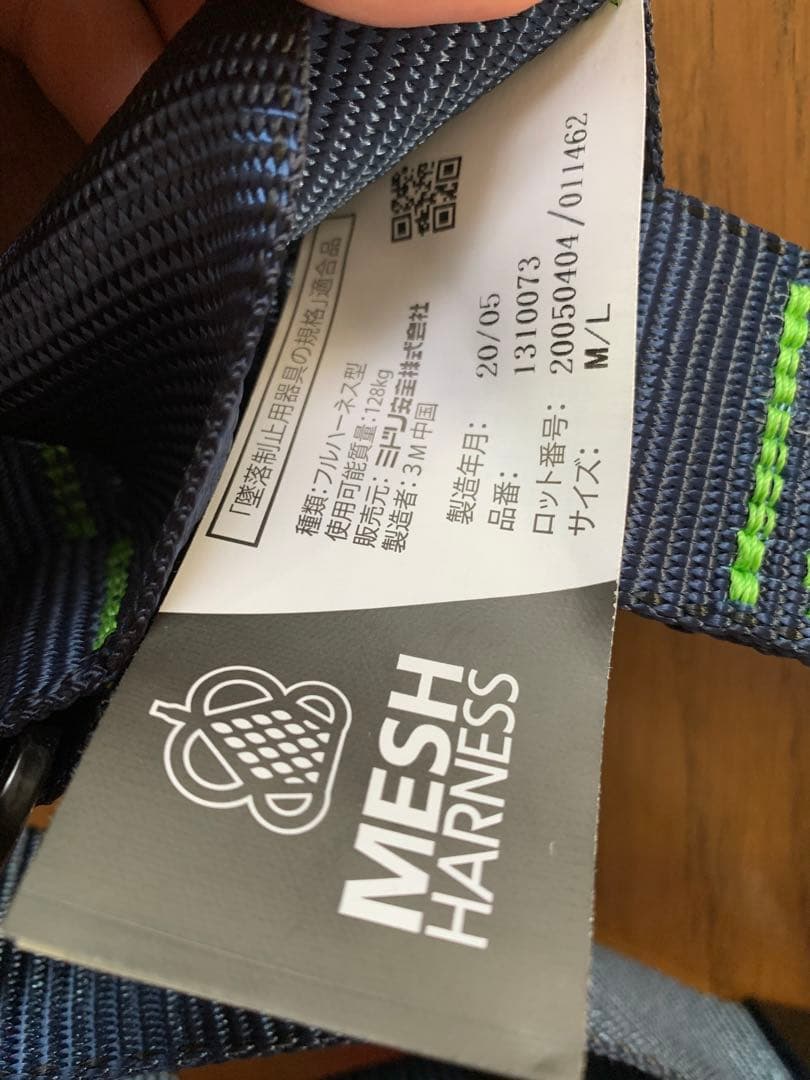 「墜落制止用器具の規格」適合品
種類:フルハーネス型
使用可能質量:128kg
販売元:ミドリ安全株式会社
製造者:3M中国
製造年月: 20/05
品番: 1310073
ロット番号: 20050404/011462
サイズ: M/L
MESH
HARNESS